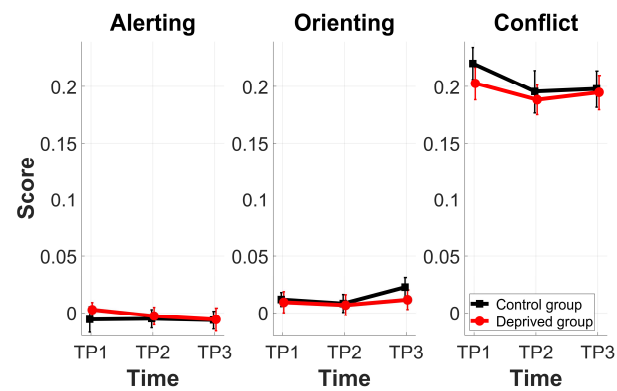 Alerting
Orienting
Conflict
Score
0.2
0.15
0.1
0.05
0
TP1 TP2 TP3
Time
0.2
0.15
0.1
0.05
0
TP1 TP2 TP3
Time
0.2
0.15
0.1
0.05
0
Control group
Deprived group
TP1 TP2 TP3
Time